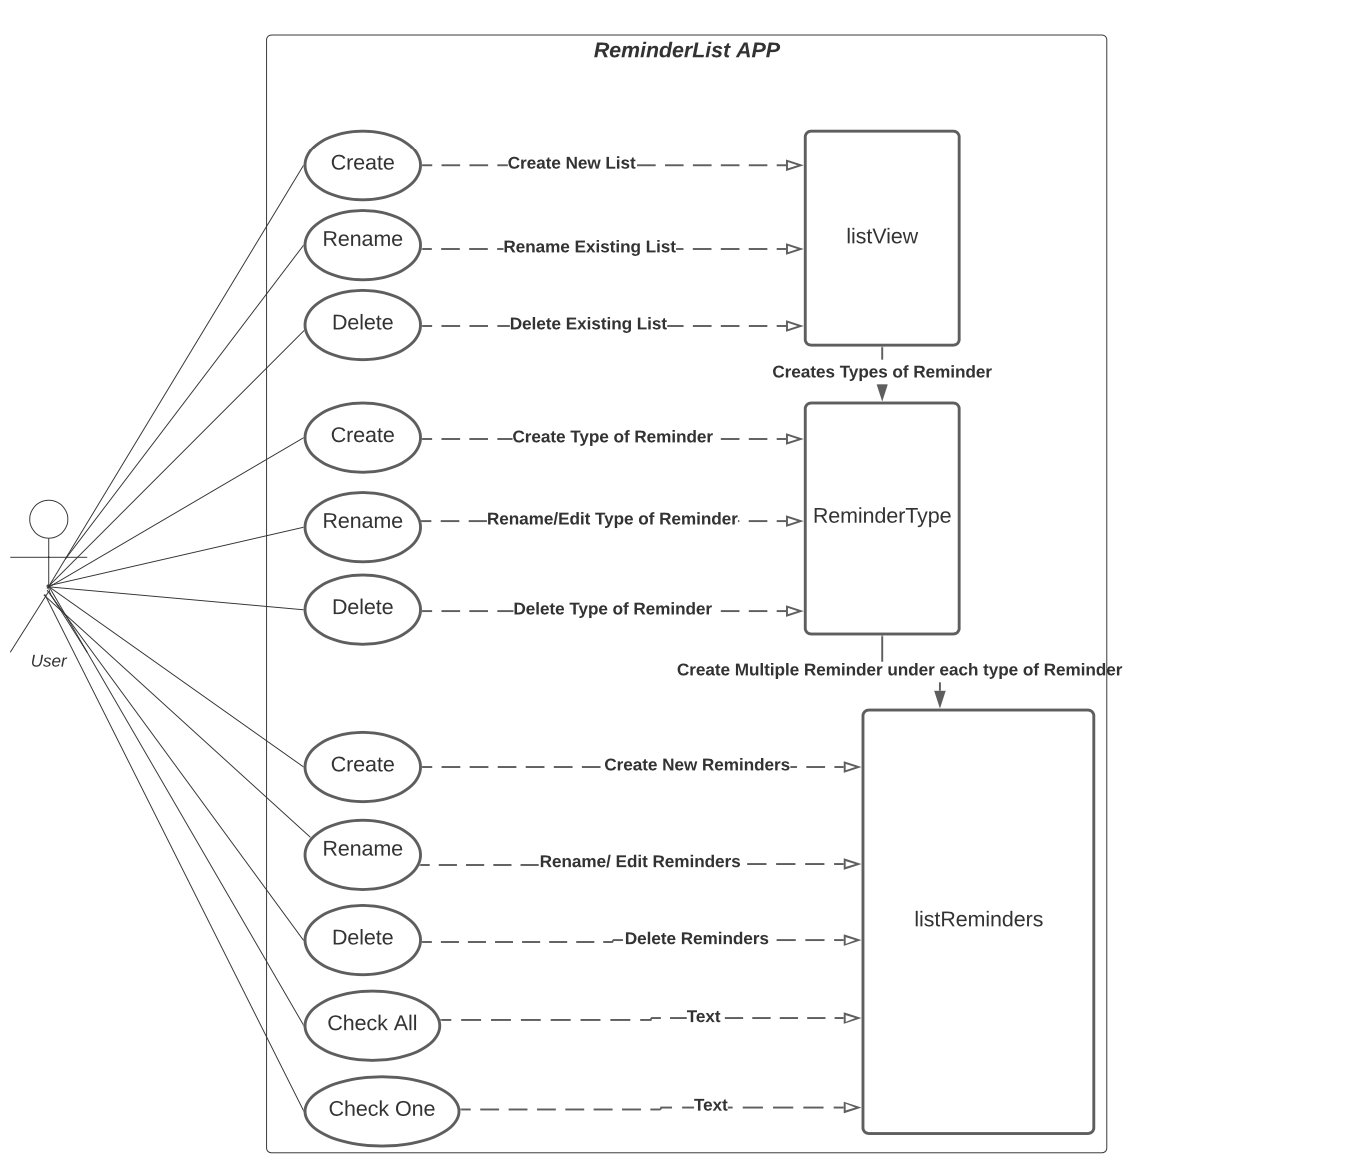 ReminderList APP
Create
Create New List
Rename
Rename Existing List
listView
Delete
Delete Existing List
Creates Types of Reminder
Create
Create Type of Reminder
Rename
Rename/Edit Type of Reminder
ReminderType
Delete
Delete Type of Reminder
User
Create Multiple Reminder under each type of Reminder
Create
Create New Reminders
Rename
Rename/ Edit Reminders
listReminders
Delete
Delete Reminders
Check All
Text
Check One
Text